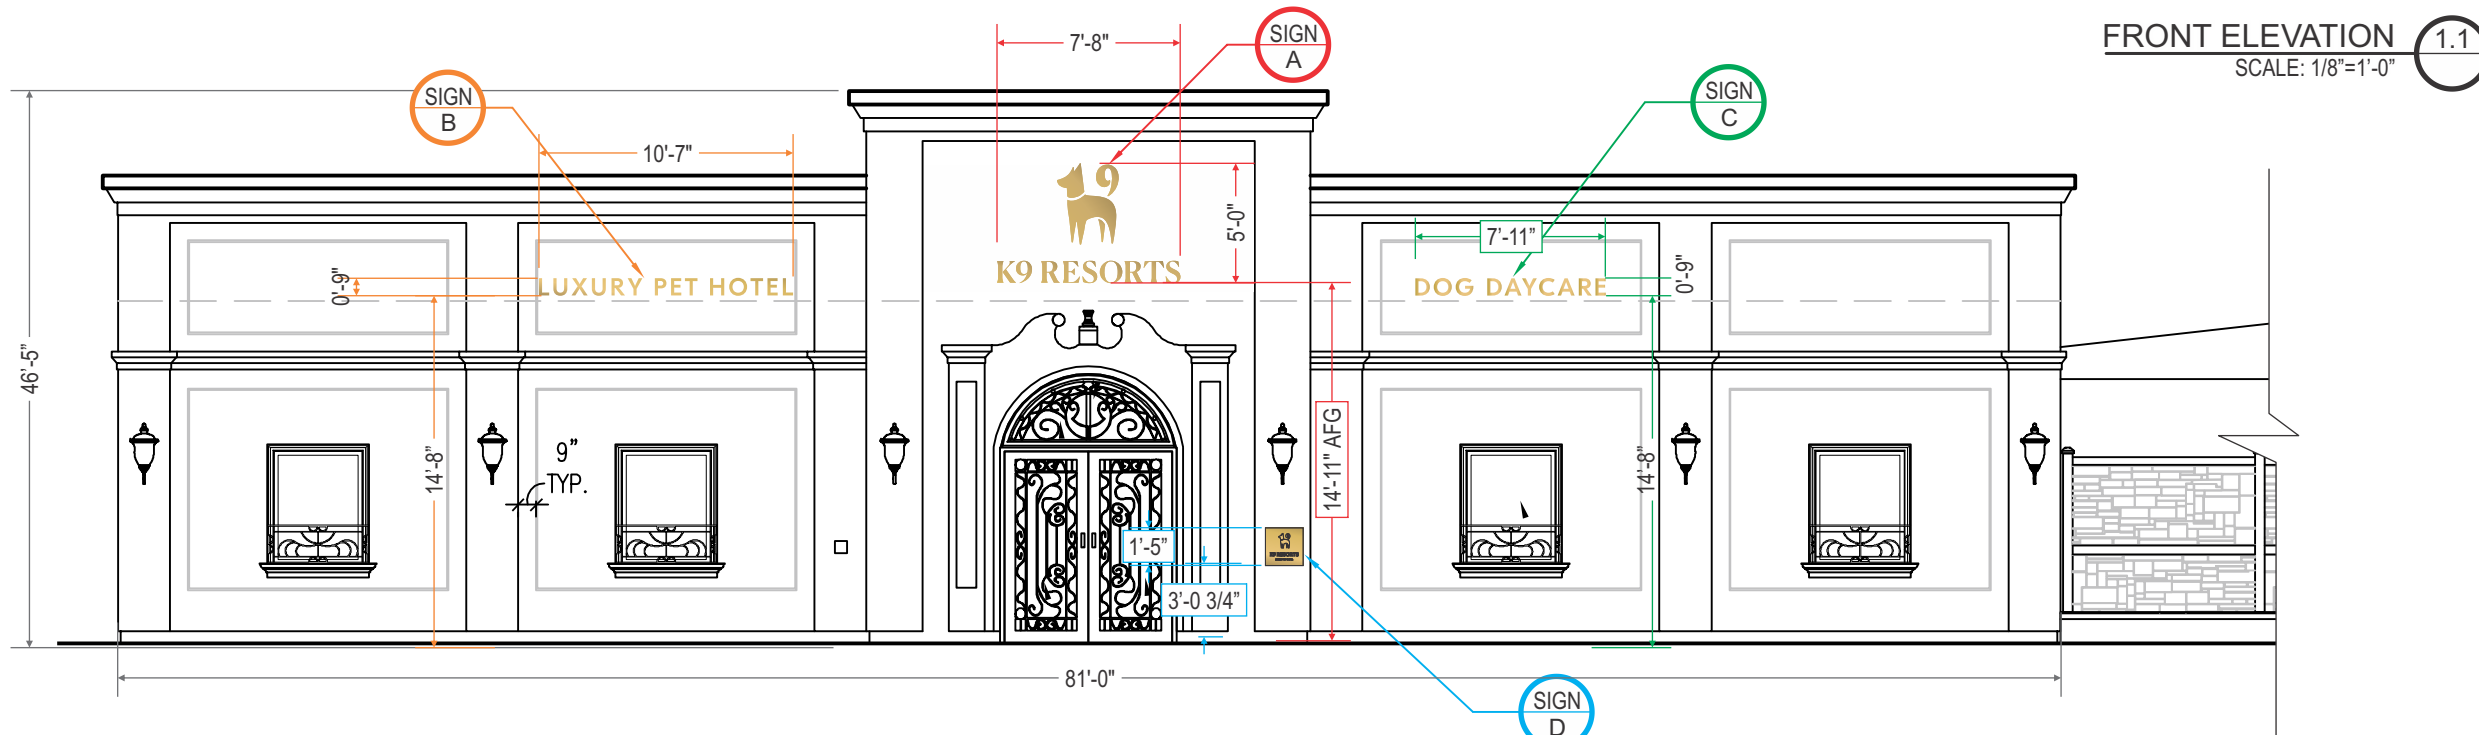 FRONT ELEVATION
1.1
SCALE: 1/8”=1’-0”
SIGN
A
7'-8"
SIGN
B
SIGN
C
10'-7"
5'-0"
7’-11”
K9 RESORTS
LUXURY PET HOTEL
DOG DAYCARE
0'-9"
0'-9"
46’-5”
14’-8”
9”
TYP.
14'-11" AFG
14’-8”
1’-5”
3’-0 3/4”
K9 RESORTS
81'-0"
SIGN
D